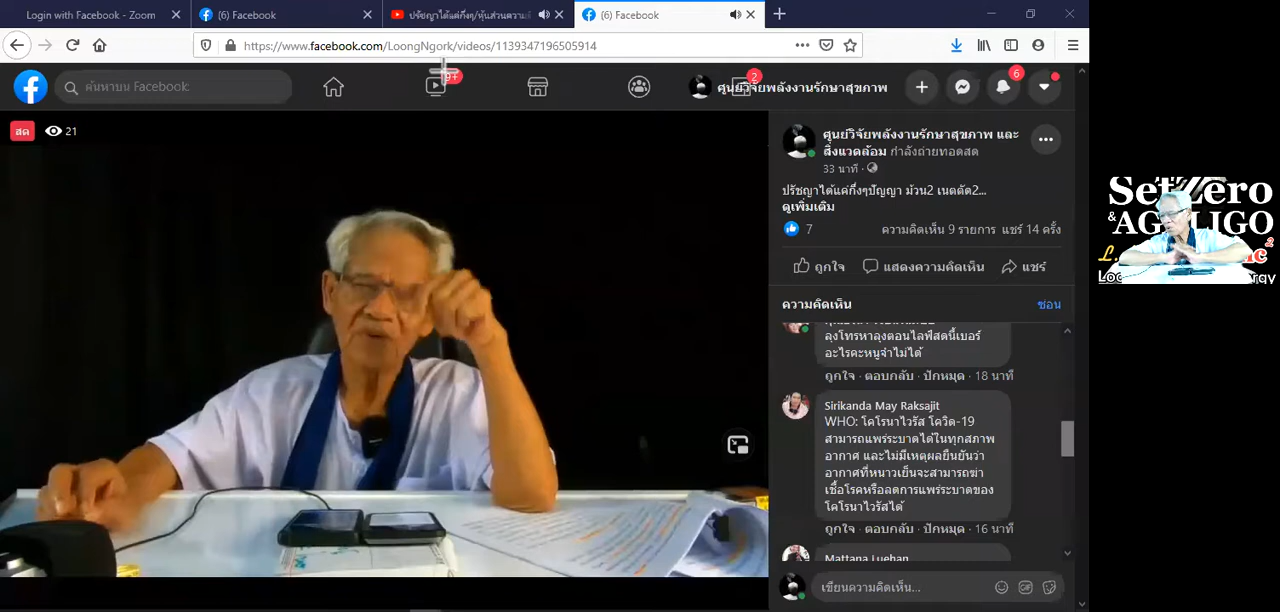 Login with Facebook - Zoom
(6) Facebook
ปรัชญาได้แค่กึ่งๆ/หุ้นส่วนความ
(6) Facebook
https://www.facebook.com/LoongNgork/videos/1139347196505914
ค้นหาบน Facebook
9+
2
ศูนย์วิจัยพลังงานรักษาสุขภาพ
6
สด
21
ศูนย์วิจัยพลังงานรักษาสุขภาพ และ
สิ่งแวดล้อม กำลังถ่ายทอดสด
33 นาที ·
ปรัชญาได้แค่กึ่งๆปัญญา ม้วน2 เนตตัด2...
ดูเพิ่มเติม
7
ความคิดเห็น 9 รายการ แชร์ 14 ครั้ง
ถูกใจ
แสดงความคิดเห็น
แชร์
ความคิดเห็น
ซ่อน
ลุงโทรหาลุงตอนไลฟ์สดนี้เบอร์
อะไรคะหนูจำไม่ได้
ถูกใจ · ตอบกลับ · ปักหมุด · 18 นาที
Sirikanda May Raksajit
WHO: โคโรนาไวรัส โควิด-19
สามารถแพร่ระบาดได้ในทุกสภาพ
อากาศ และไม่มีเหตุผลยืนยันว่า
อากาศที่หนาวเย็นจะสามารถฆ่า
เชื้อโรคหรือลดการแพร่ระบาดของ
โคโรนาไวรัสได้
ถูกใจ · ตอบกลับ · ปักหมุด · 16 นาที
Mattana Luehan
เขียนความคิดเห็น...
GIF
SetZero